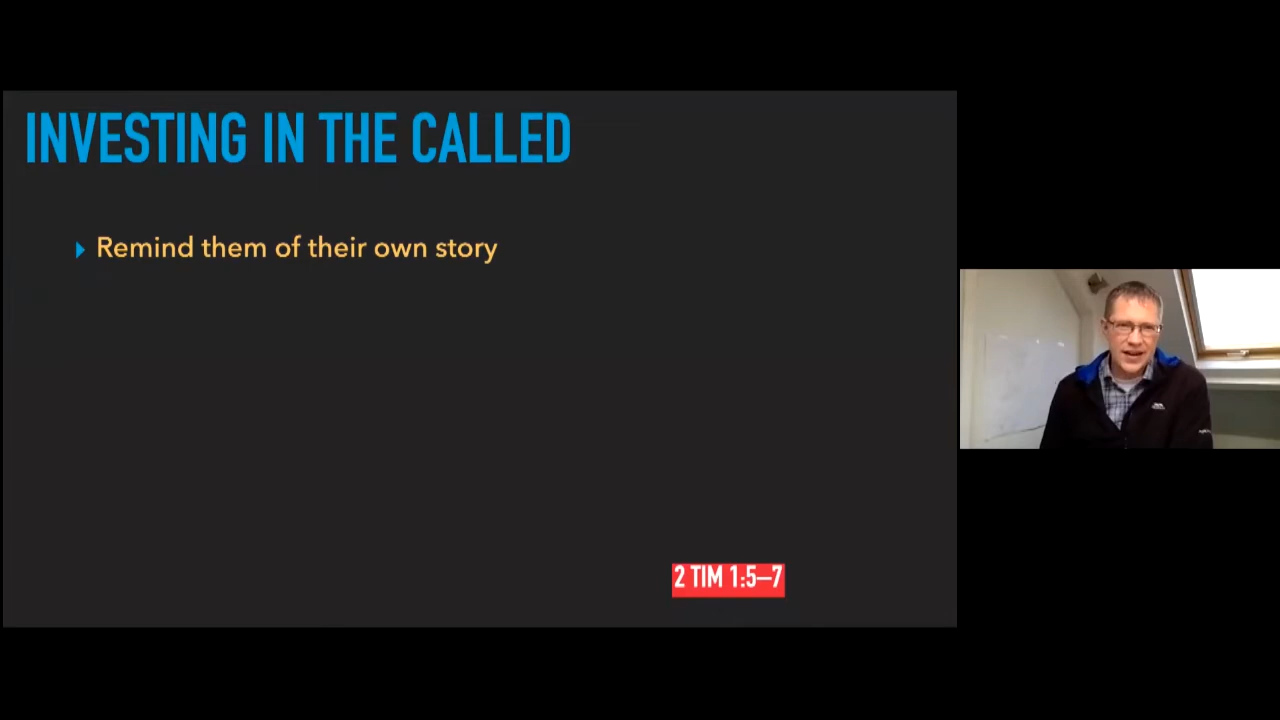 INVESTING IN THE CALLED
Remind them of their own story
2 TIM 1:5–7